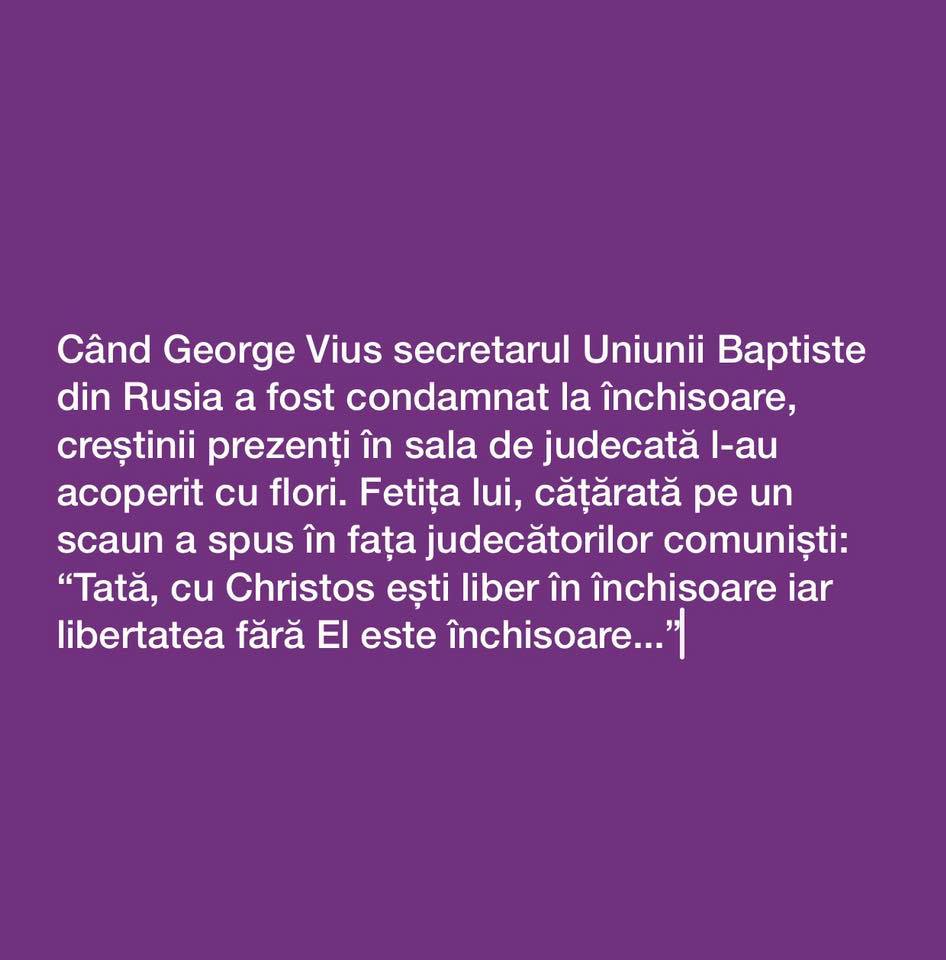 Când George Vius secretarul Uniunii Baptiste
din Rusia a fost condamnat la închisoare,
creștinii prezenți în sala de judecată l-au
acoperit cu flori. Fetița lui, cățărată pe un
scaun a spus în fața judecătorilor comuniști:
“Tată, cu Christos ești liber în închisoare iar
libertatea fără El este închisoare...”